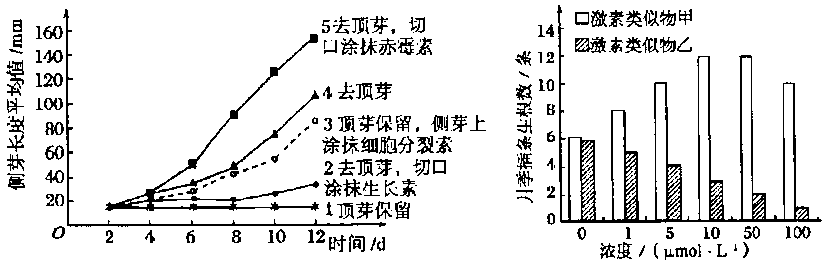 侧芽长度平均值/mm
160
140
120
100
80
60
40
20
O
2
4
6
8
10
12
时间/d
5去顶芽，切
口涂抹赤霉素
4去顶芽
3顶芽保留，侧芽上
涂抹细胞分裂素
2去顶芽，切口
涂抹生长素
1顶芽保留
月季插条生根数/条
14
12
10
8
6
4
2
0
激素类似物甲
激素类似物乙
0
1
5
10
50
100
浓度/(μmol·L⁻¹)